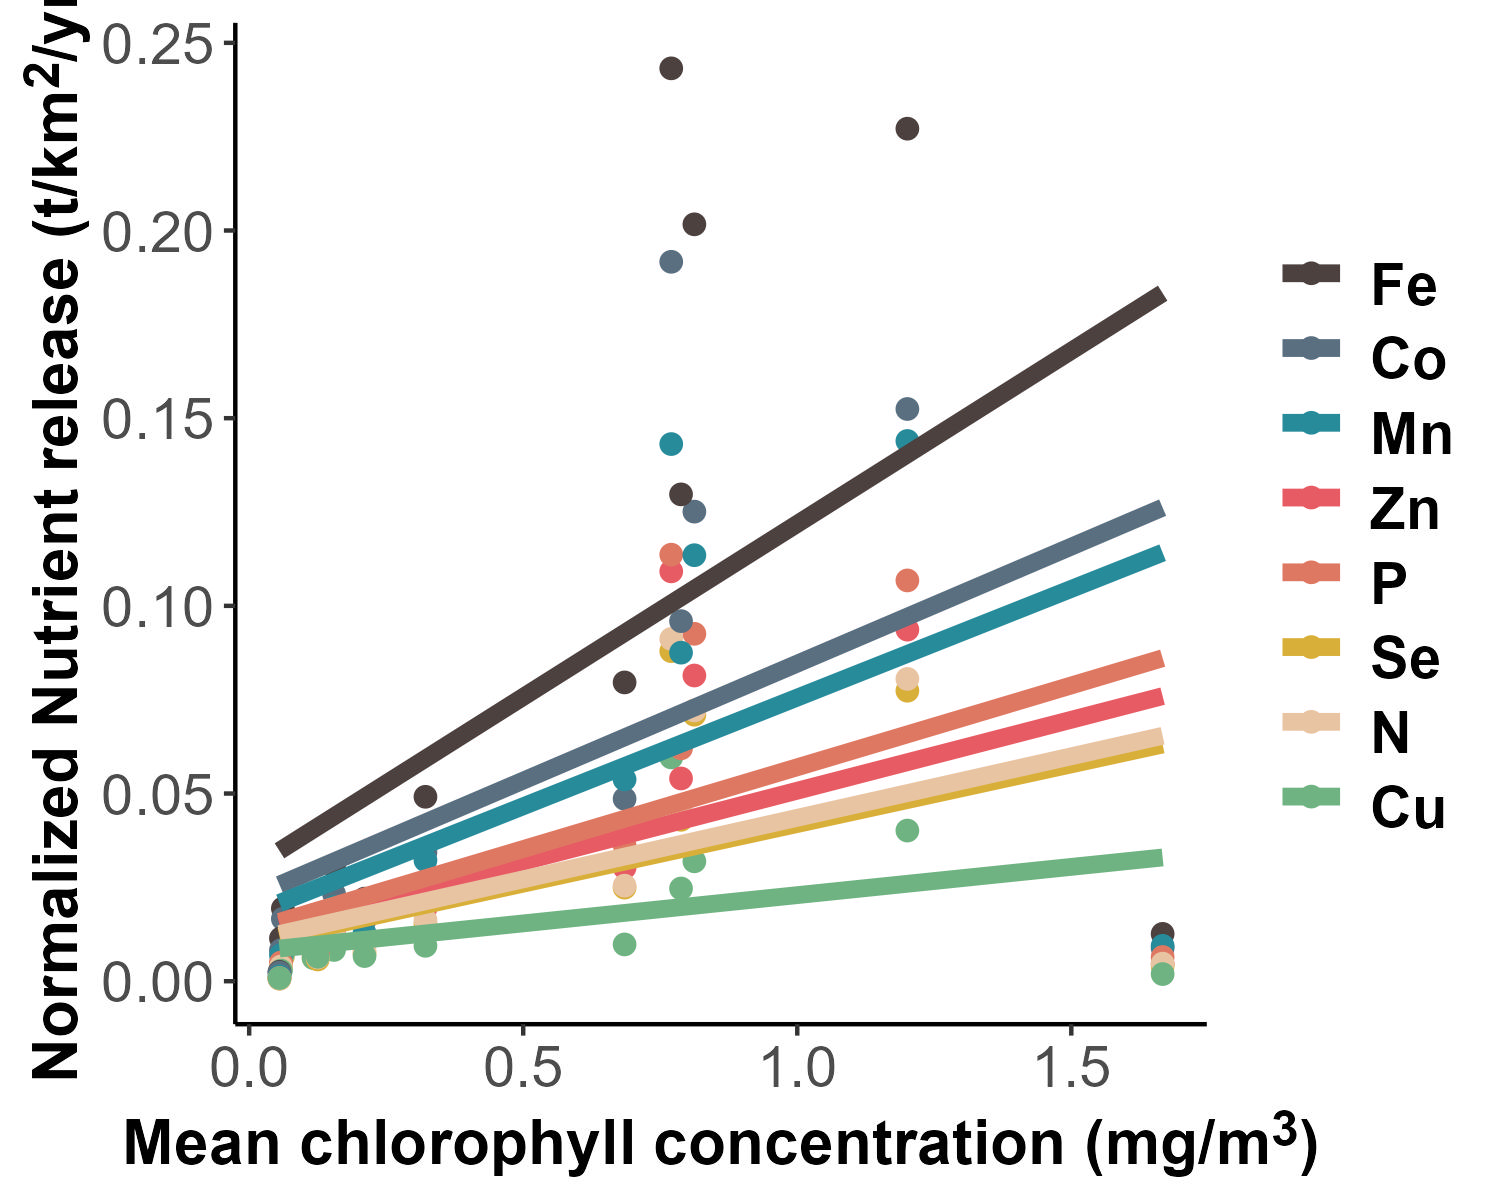 Normalized Nutrient release (t/km²/yr
0.25
0.20
0.15
0.10
0.05
0.00
0.0 0.5 1.0 1.5
Mean chlorophyll concentration (mg/m³)
Fe
Co
Mn
Zn
P
Se
N
Cu